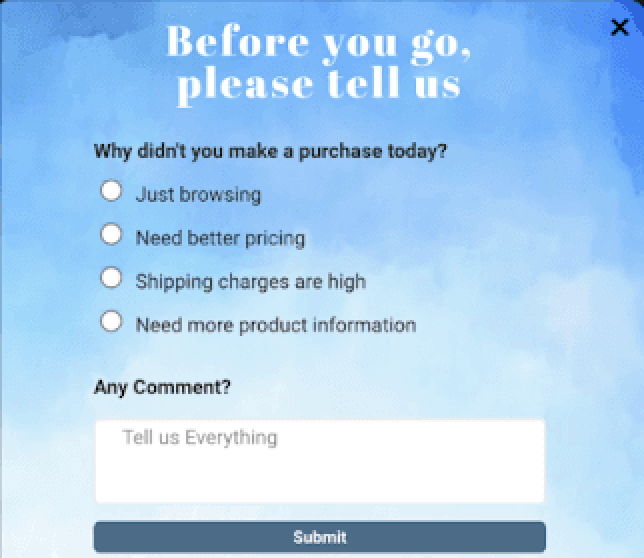 Before you go,
please tell us
Why didn't you make a purchase today?
Just browsing
Need better pricing
Shipping charges are high
Need more product information
Any Comment?
Tell us Everything
Submit